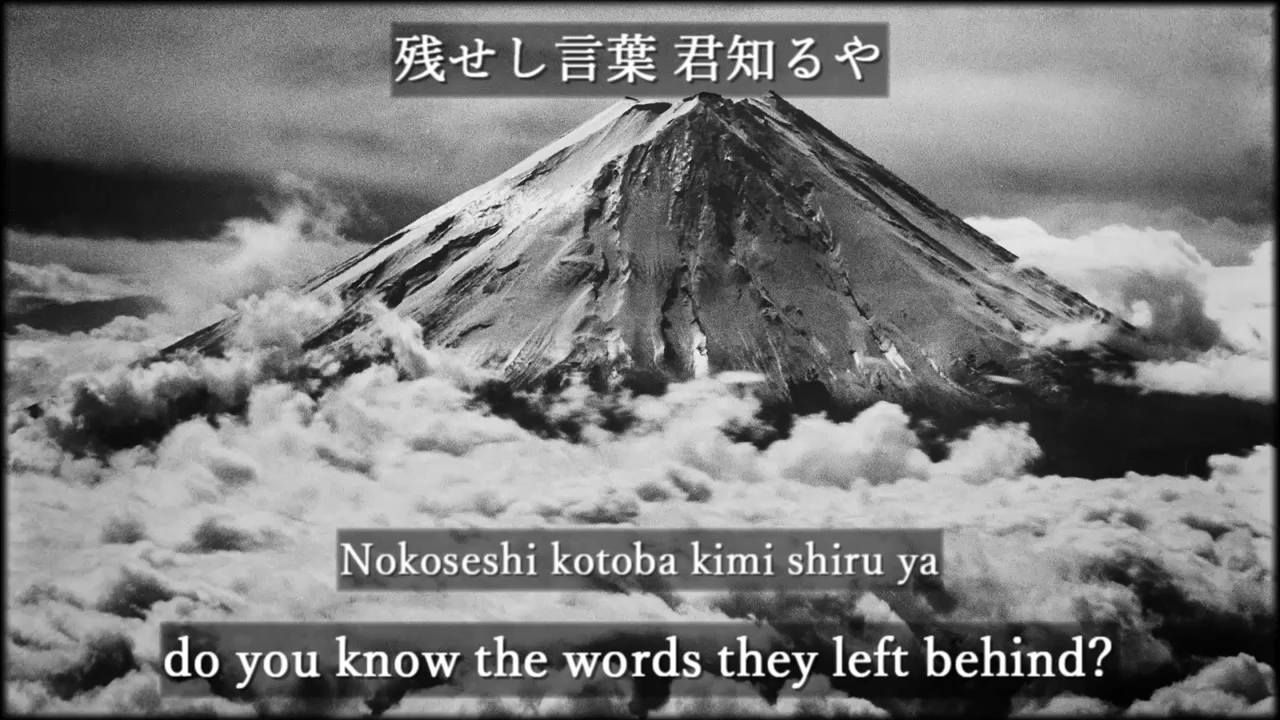 残せし言葉 君知るや
Nokoseshi kotoba kimi shiru ya
do you know the words they left behind?